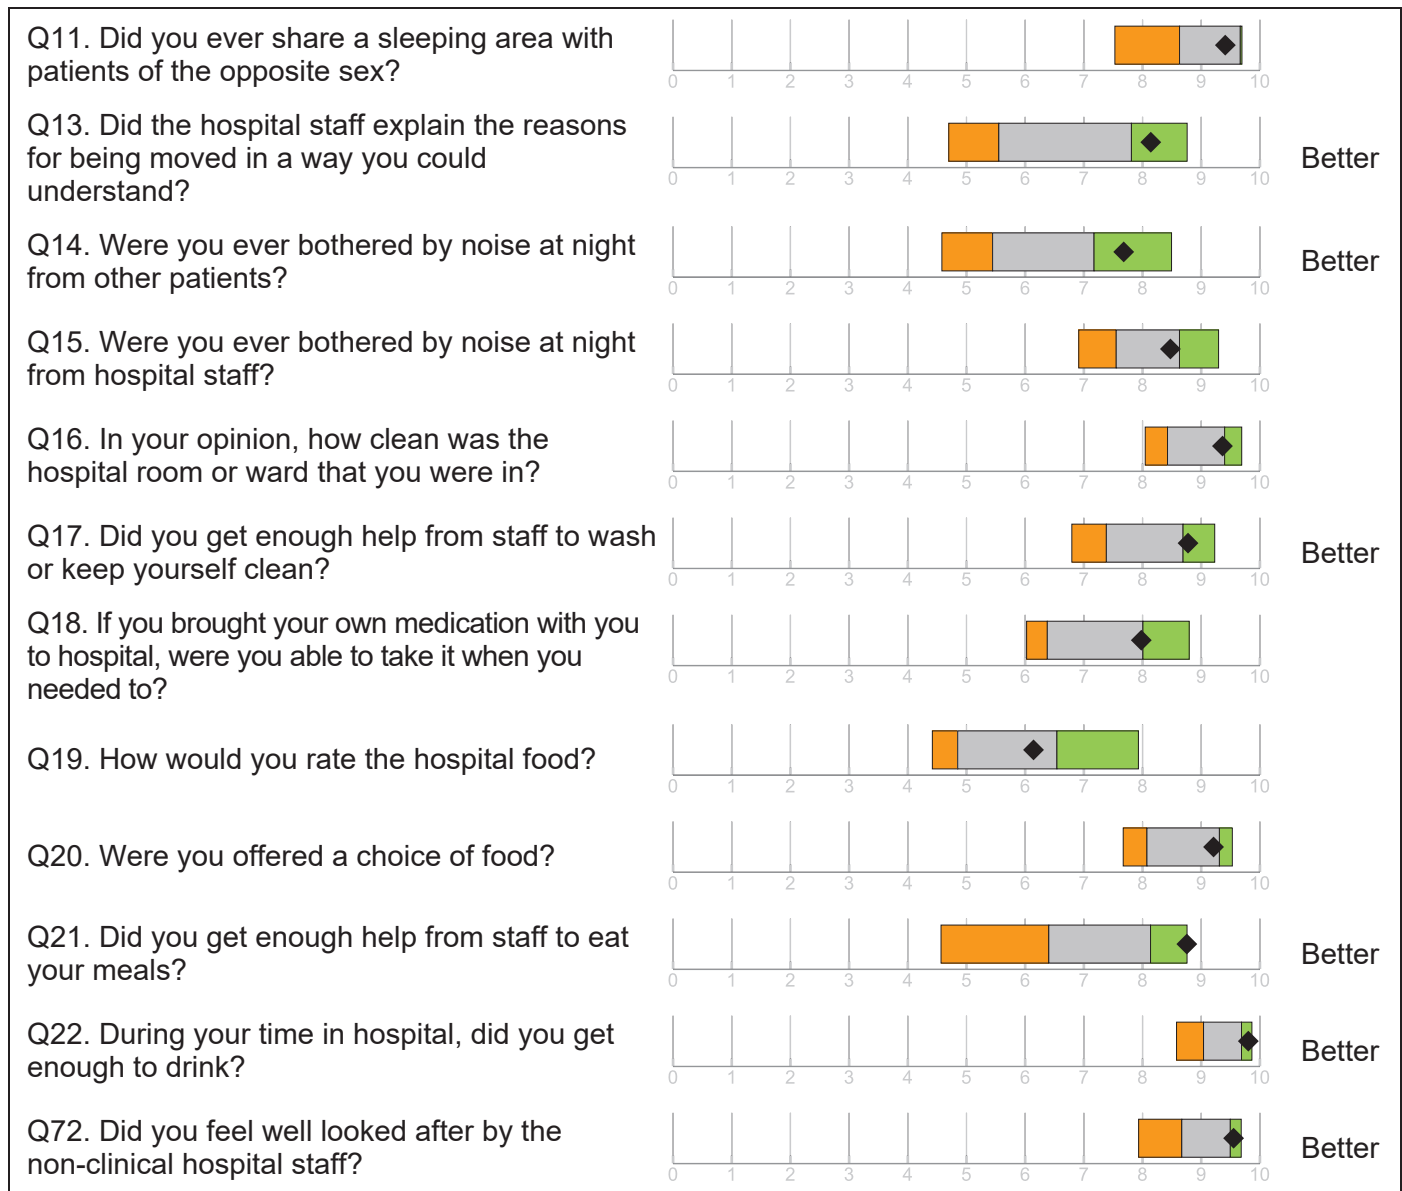 Q11. Did you ever share a sleeping area with
patients of the opposite sex?
0 1 2 3 4 5 6 7 8 9 10
Q13. Did the hospital staff explain the reasons
for being moved in a way you could
understand?
0 1 2 3 4 5 6 7 8 9 10
Better
Q14. Were you ever bothered by noise at night
from other patients?
0 1 2 3 4 5 6 7 8 9 10
Better
Q15. Were you ever bothered by noise at night
from hospital staff?
0 1 2 3 4 5 6 7 8 9 10
Q16. In your opinion, how clean was the
hospital room or ward that you were in?
0 1 2 3 4 5 6 7 8 9 10
Q17. Did you get enough help from staff to wash
or keep yourself clean?
0 1 2 3 4 5 6 7 8 9 10
Better
Q18. If you brought your own medication with you
to hospital, were you able to take it when you
needed to?
0 1 2 3 4 5 6 7 8 9 10
Q19. How would you rate the hospital food?
0 1 2 3 4 5 6 7 8 9 10
Q20. Were you offered a choice of food?
0 1 2 3 4 5 6 7 8 9 10
Q21. Did you get enough help from staff to eat
your meals?
0 1 2 3 4 5 6 7 8 9 10
Better
Q22. During your time in hospital, did you get
enough to drink?
0 1 2 3 4 5 6 7 8 9 10
Better
Q72. Did you feel well looked after by the
non-clinical hospital staff?
0 1 2 3 4 5 6 7 8 9 10
Better